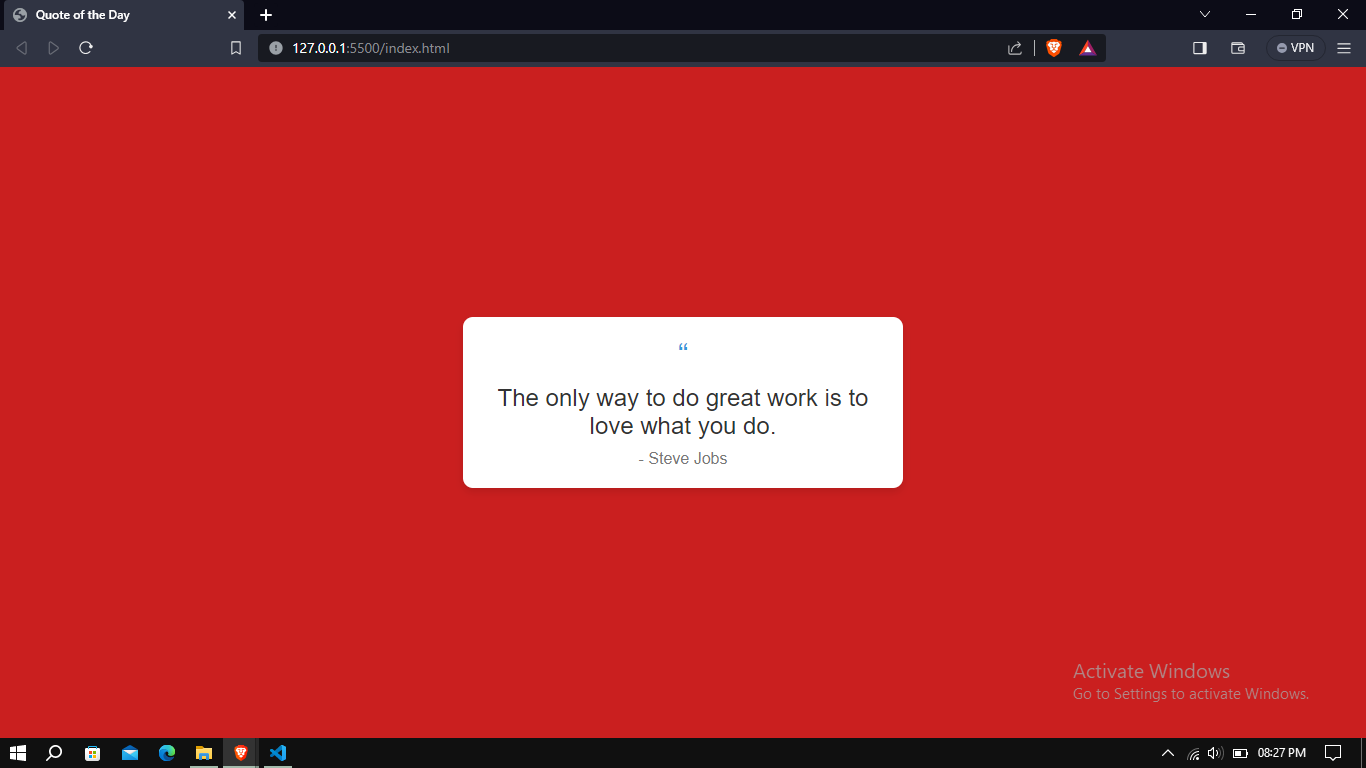 Quote of the Day
127.0.0.1:5500/index.html
VPN
“
The only way to do great work is to
love what you do.
- Steve Jobs
Activate Windows
Go to Settings to activate Windows.
08:27 PM